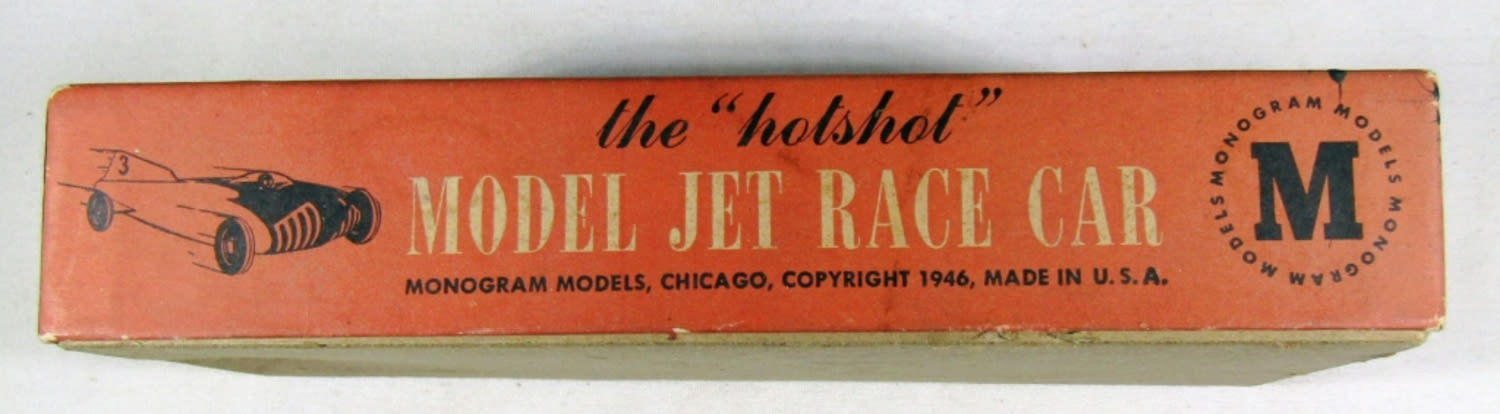 3
the "hotshot"
MODEL JET RACE CAR
MONOGRAM MODELS, CHICAGO, COPYRIGHT 1946, MADE IN U.S.A.
MONOGRAM MODELS MONOGRAM MODELS
M